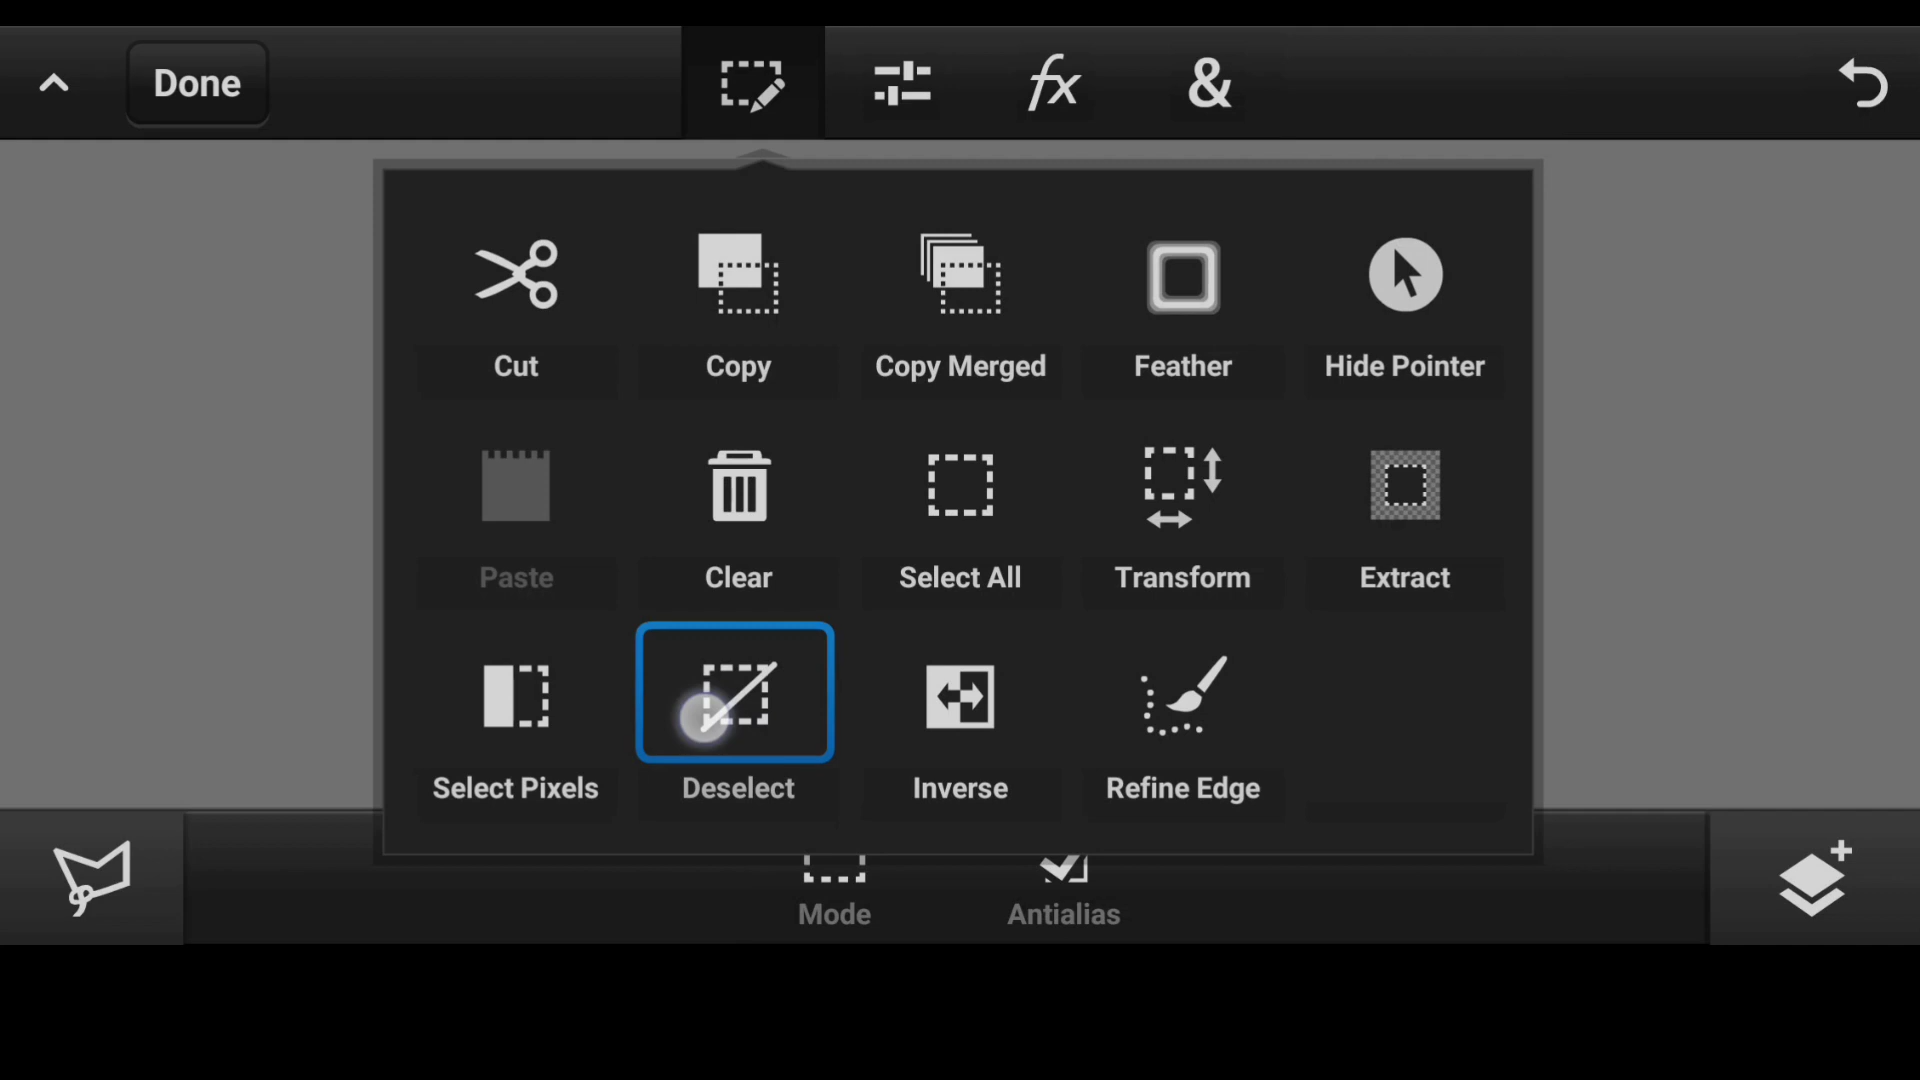 Done
fx
&
Cut
Copy
Copy Merged
Feather
Hide Pointer
Paste
Clear
Select All
Transform
Extract
Select Pixels
Deselect
Inverse
Refine Edge
Mode
Antialias